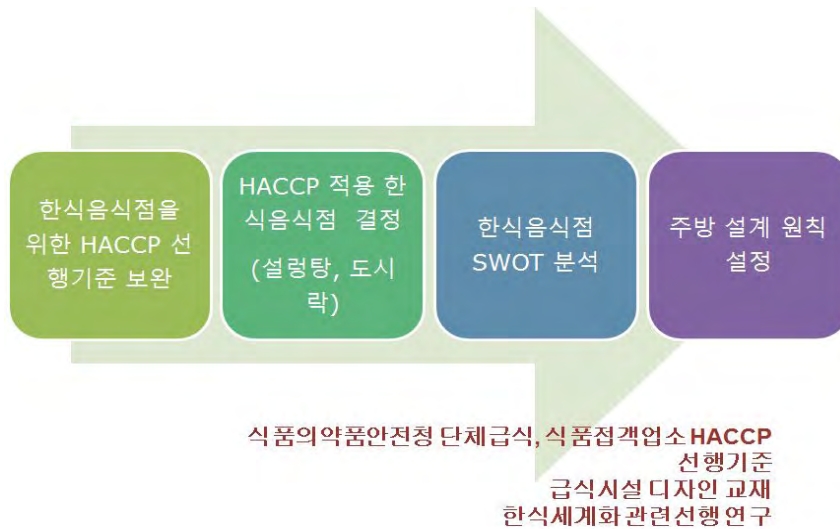 한식음식점을
위한 HACCP 선
행기준 보완
HACCP 적용 한
식음식점 결정
(설렁탕, 도시
락)
한식음식점
SWOT 분석
주방 설계 원칙
설정
식품의약품안전청 단체급식, 식품접객업소 HACCP
선행기준
급식시설 디자인 교재
한식세계화 관련 선행 연구